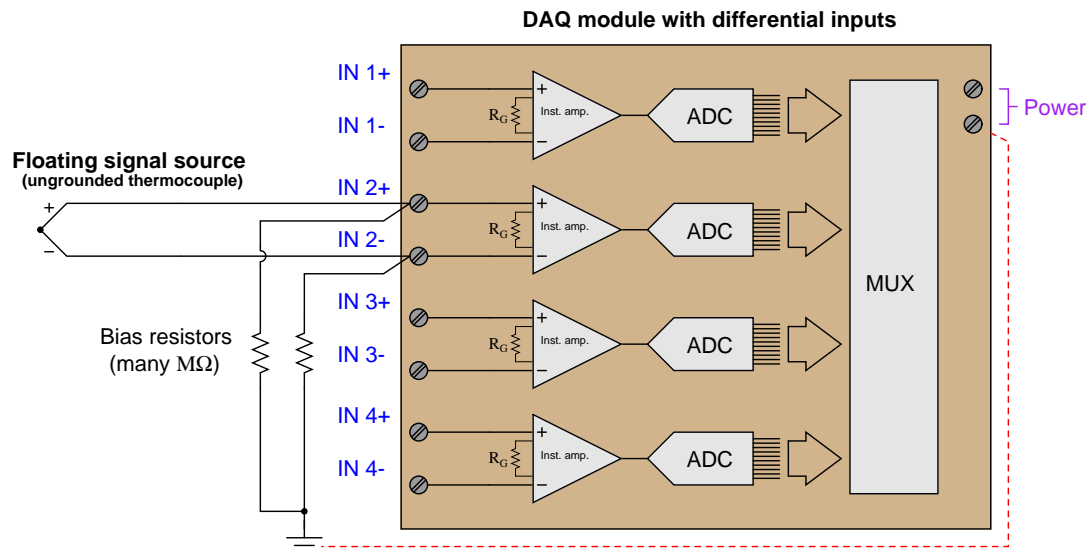 DAQ module with differential inputs
IN 1+
IN 1-
IN 2+
IN 2-
IN 3+
IN 3-
IN 4+
IN 4-
Floating signal source
(ungrounded thermocouple)
+
−
Bias resistors
(many MΩ)
RG
+
Inst. amp.
−
ADC
RG
+
Inst. amp.
−
ADC
RG
+
Inst. amp.
−
ADC
RG
+
Inst. amp.
−
ADC
MUX
Power